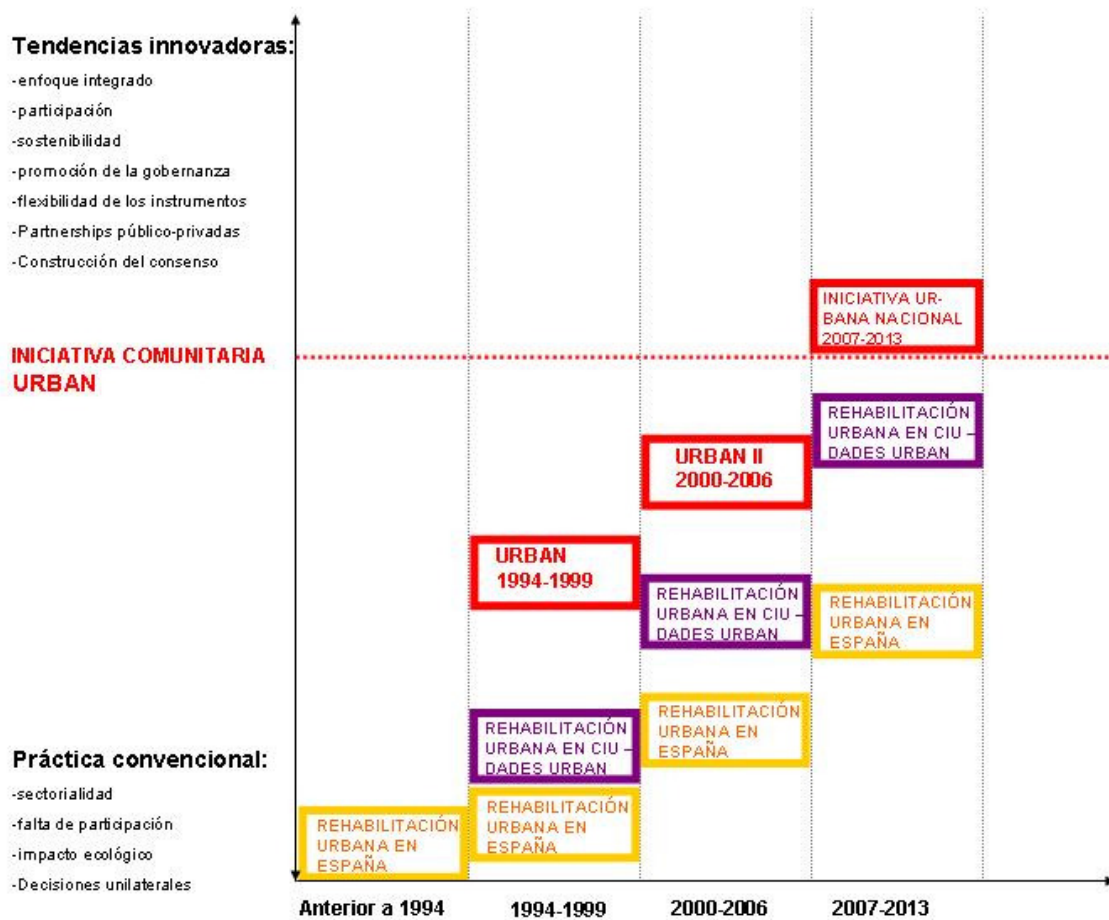 Tendencias innovadoras:
-enfoque integrado
-participación
-sostenibilidad
-promoción de la gobernanza
-flexibilidad de los instrumentos
-Partnerships público-privadas
-Construcción del consenso
INICIATIVA COMUNITARIA
URBAN
Práctica convencional:
-sectorialidad
-falta de participación
-impacto ecológico
-Decisiones unilaterales
INICIATIVA UR-
BANA NACIONAL
2007-2013
REHABILITACIÓN
URBANA EN CIU –
DADES URBAN
URBAN II
2000-2006
URBAN
1994-1999
REHABILITACIÓN
URBANA EN CIU –
DADES URBAN
REHABILITACIÓN
URBANA EN
ESPAÑA
REHABILITACIÓN
URBANA EN
ESPAÑA
REHABILITACIÓN
URBANA EN CIU –
DADES URBAN
REHABILITACIÓN
URBANA EN
ESPAÑA
REHABILITACIÓN
URBANA EN
ESPAÑA
Anterior a 1994
1994-1999
2000-2006
2007-2013